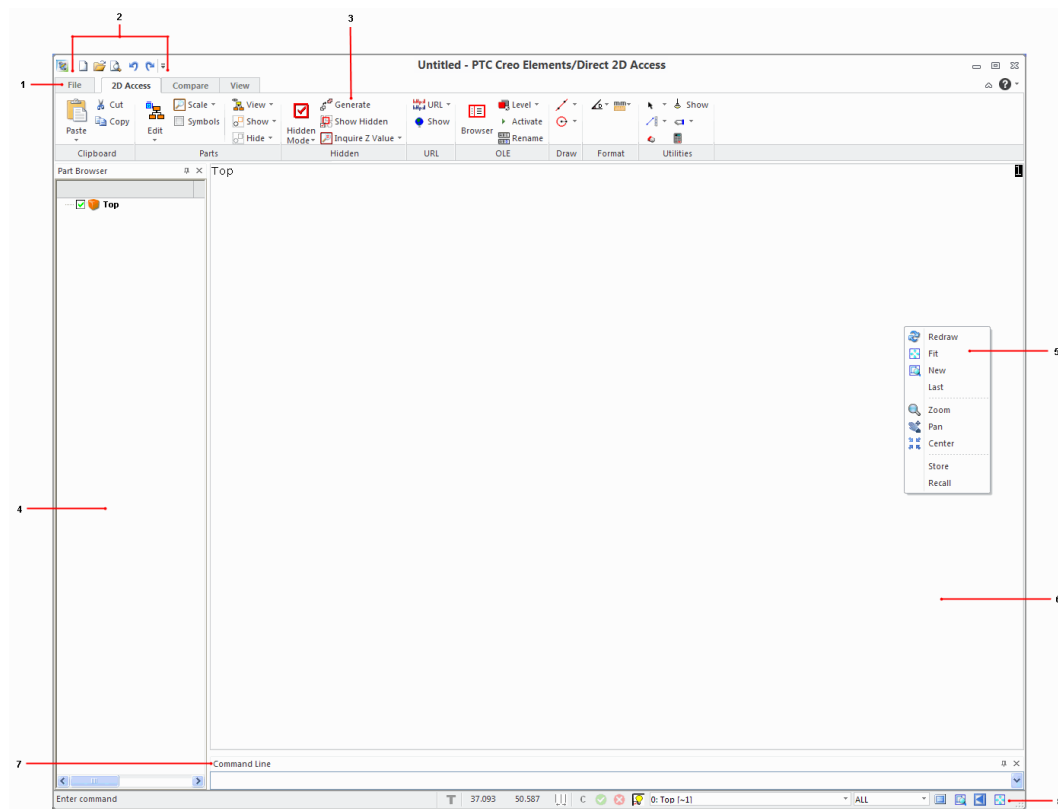 2
3
Untitled - PTC Creo Elements/Direct 2D Access
1
File 2D Access Compare View
Cut Scale View Generate URL Level Show
Paste Copy Edit Symbols Show Hidden Mode Show Hidden Show Browser Activate
Hide Inquire Z Value Rename
Clipboard Parts Hidden URL OLE Draw Format Utilities
Part Browser
Top
1
Top
Redraw
Fit
5
New
Last
Zoom
Pan
Center
Store
Recall
4
6
7
Command Line
Enter command 37.093 50.587 C 0: Top [~1] ALL